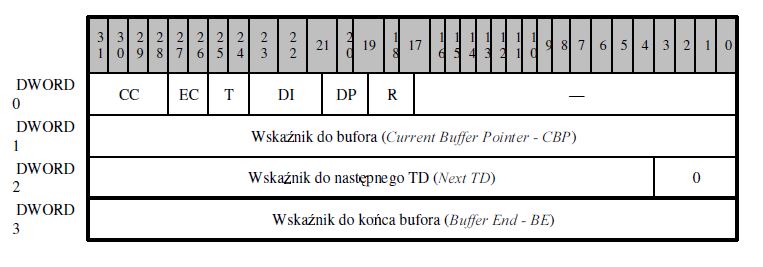 31 30 29 28 27 26 25 24 23 22 21 20 19 18 17 16 15 14 13 12 11 10 9 8 7 6 5 4 3 2 1 0
DWORD 0 CC EC T DI DP R —
DWORD 1 Wskaźnik do bufora (Current Buffer Pointer - CBP)
DWORD 2 Wskaźnik do następnego TD (Next TD) 0
DWORD 3 Wskaźnik do końca bufora (Buffer End - BE)